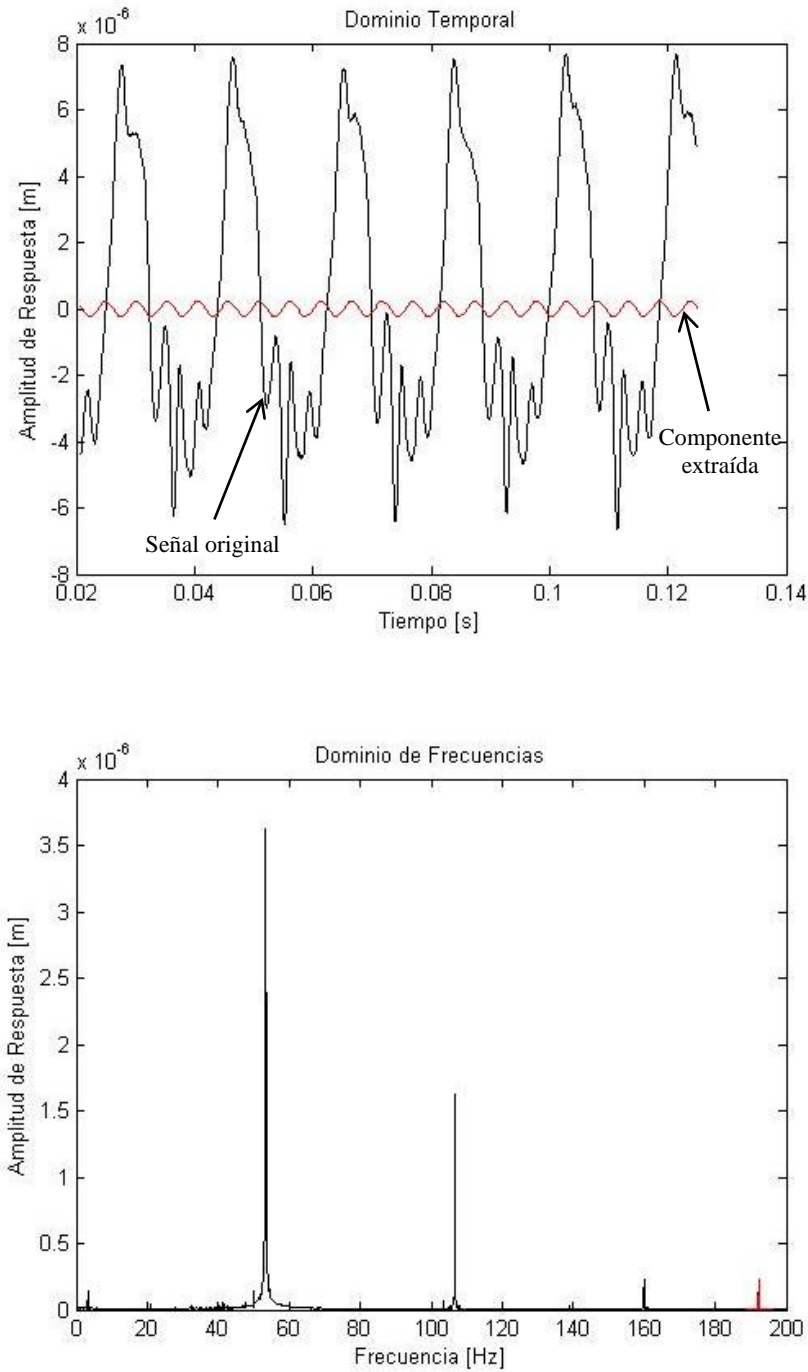 x 10-6
Dominio Temporal
8
6
4
2
0
-2
-4
-6
-8
Amplitud de Respuesta [m]
Señal original
Componente
extraída
0.02 0.04 0.06 0.08 0.1 0.12 0.14
Tiempo [s]
x 10-6
Dominio de Frecuencias
4
3.5
3
2.5
2
1.5
1
0.5
0
Amplitud de Respuesta [m]
0 20 40 60 80 100 120 140 160 180 200
Frecuencia [Hz]